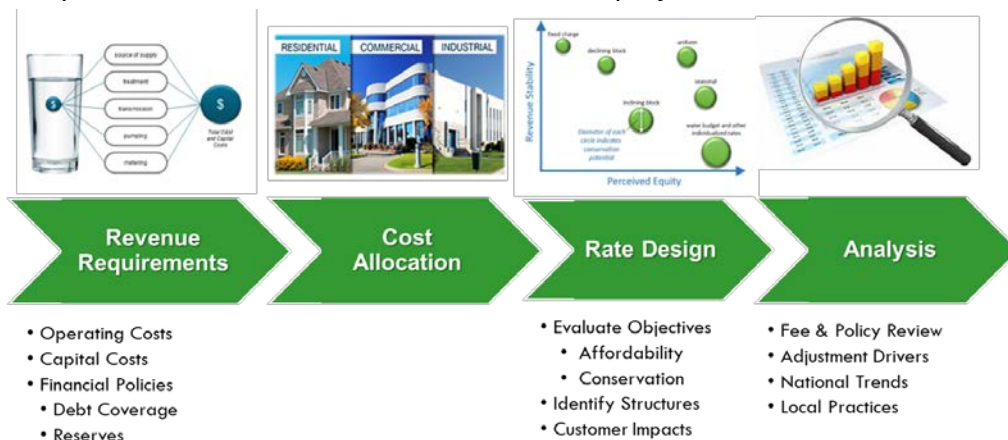 source of supply
treatment
transmission
pumping
metering
$
$
Total O&M
and Capital
Costs
RESIDENTIAL
COMMERCIAL
INDUSTRIAL
fixed charge
declining block
uniform
seasonal
inclining block
water budget and other
individualized rates
Diameter of each
circle indicates
conservation
potential
Revenue Stability
Perceived Equity
Revenue
Requirements
Cost
Allocation
Rate Design
Analysis
• Operating Costs
• Capital Costs
• Financial Policies
• Debt Coverage
• Reserves
• Evaluate Objectives
• Affordability
• Conservation
• Identify Structures
• Customer Impacts
• Fee & Policy Review
• Adjustment Drivers
• National Trends
• Local Practices